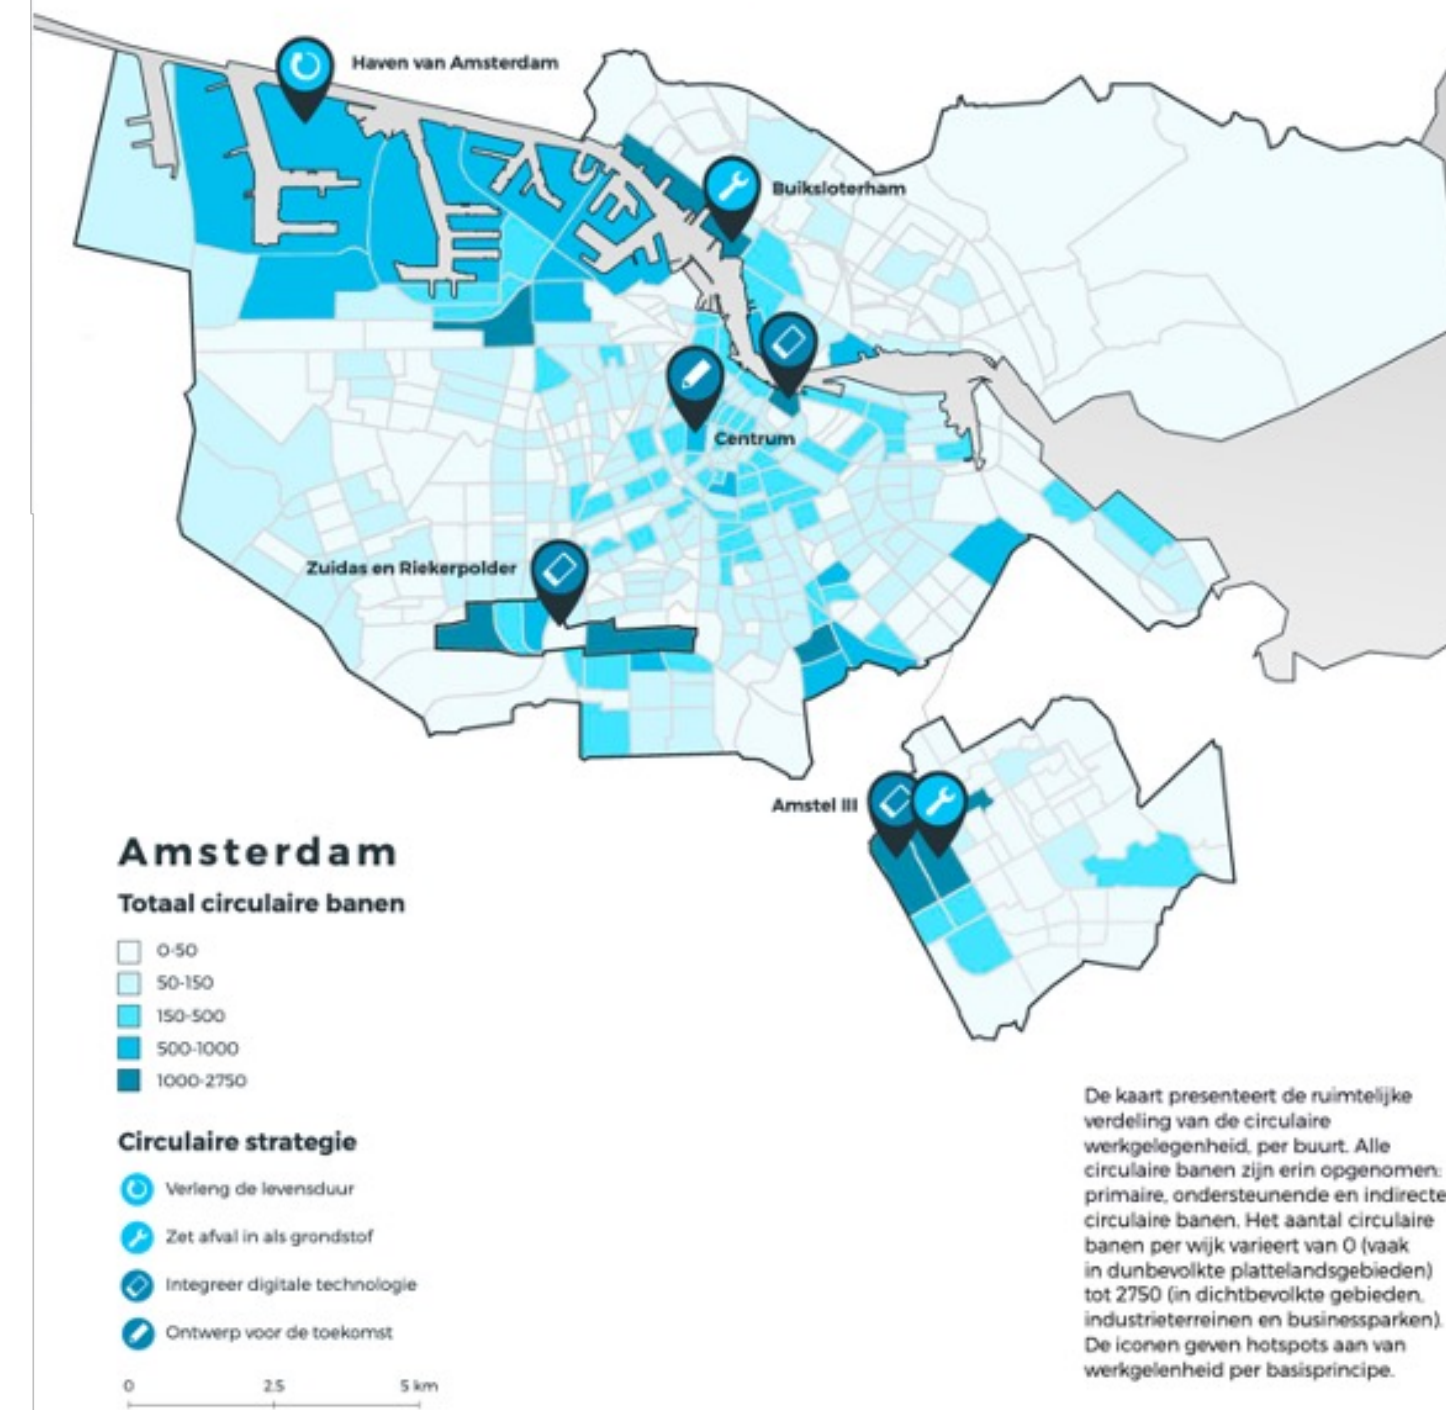 Haven van Amsterdam
Buiksloterham
Centrum
Zuidas en Riekerpolder
Amstel III
Amsterdam
Totaal circulaire banen
0-50
50-150
150-500
500-1000
1000-2750
Circulaire strategie
Verleng de levensduur
Zet afval in als grondstof
Integreer digitale technologie
Ontwerp voor de toekomst
0 2.5 5 km
De kaart presenteert de ruimtelijke
verdeling van de circulaire
werkgelegenheid, per buurt. Alle
circulaire banen zijn erin opgenomen:
primaire, ondersteunende en indirecte
circulaire banen. Het aantal circulaire
banen per wijk varieert van 0 (vaak
in dunbevolkte plattelandsgebieden)
tot 2750 (in dichtbevolkte gebieden,
industrieterreinen en businessparken).
De iconen geven hotspots aan van
werkgelenheid per basisprincipe.